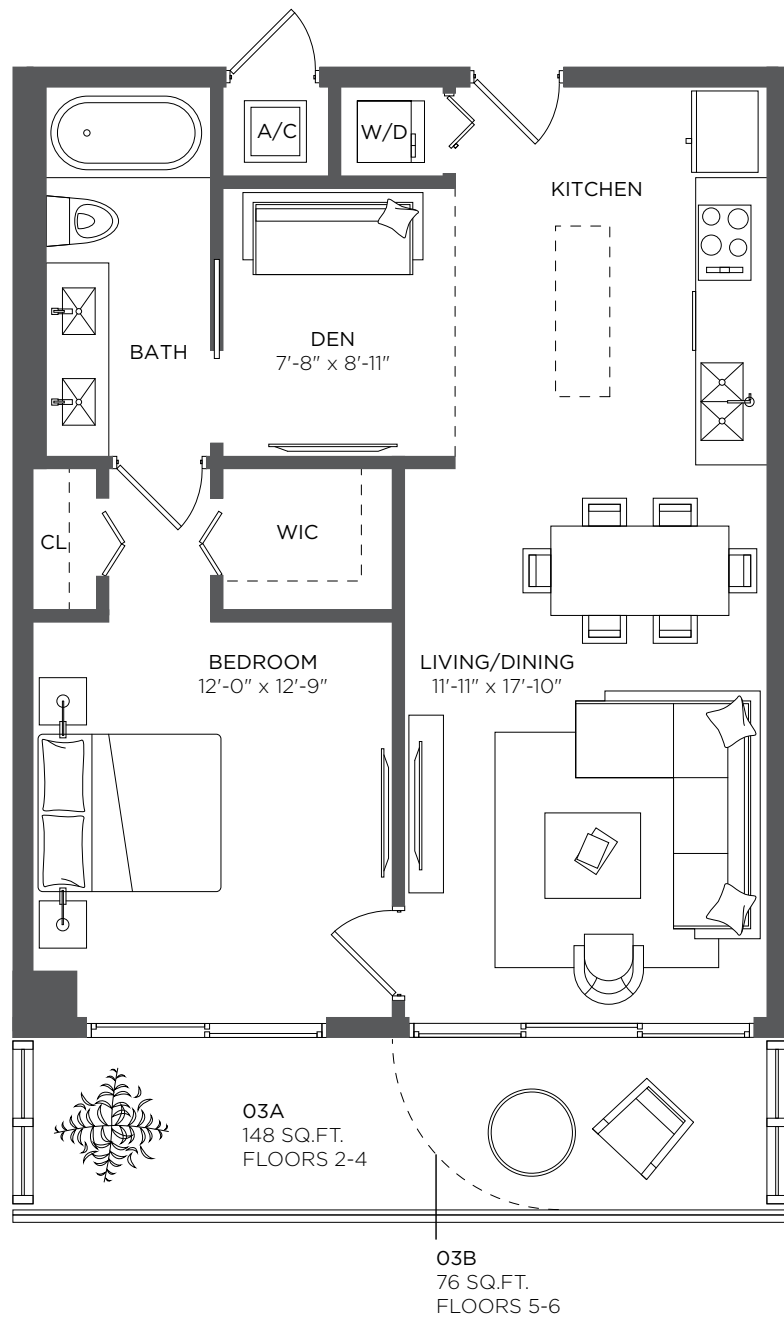 A/C
W/D
KITCHEN
DEN
7'-8" x 8'-11"
BATH
CL
WIC
BEDROOM
12'-0" x 12'-9"
LIVING/DINING
11'-11" x 17'-10"
03A
148 SQ.FT.
FLOORS 2-4
03B
76 SQ.FT.
FLOORS 5-6